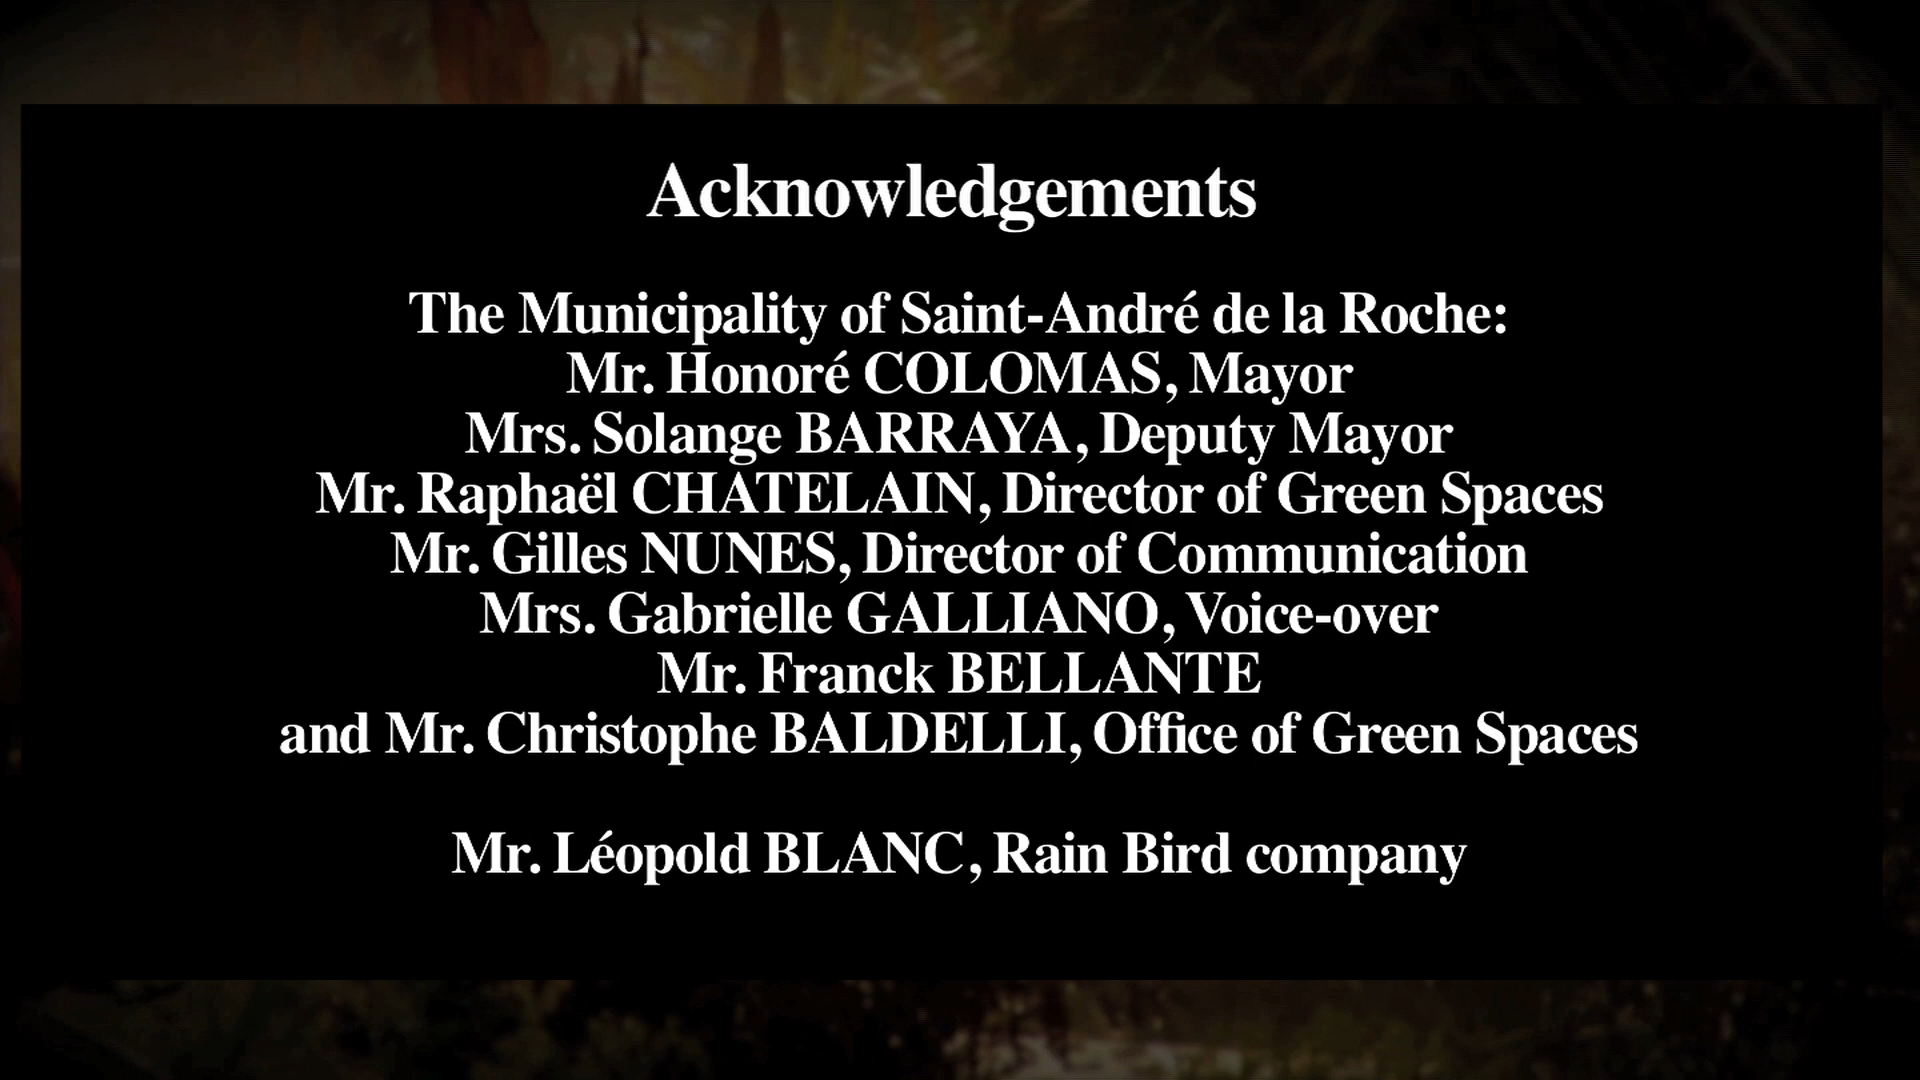 Acknowledgements
The Municipality of Saint-André de la Roche:
Mr. Honoré COLOMAS, Mayor
Mrs. Solange BARRAYA, Deputy Mayor
Mr. Raphaël CHATELAIN, Director of Green Spaces
Mr. Gilles NUNES, Director of Communication
Mrs. Gabrielle GALLIANO, Voice-over
Mr. Franck BELLANTE
and Mr. Christophe BALDELLI, Office of Green Spaces
Mr. Léopold BLANC, Rain Bird company